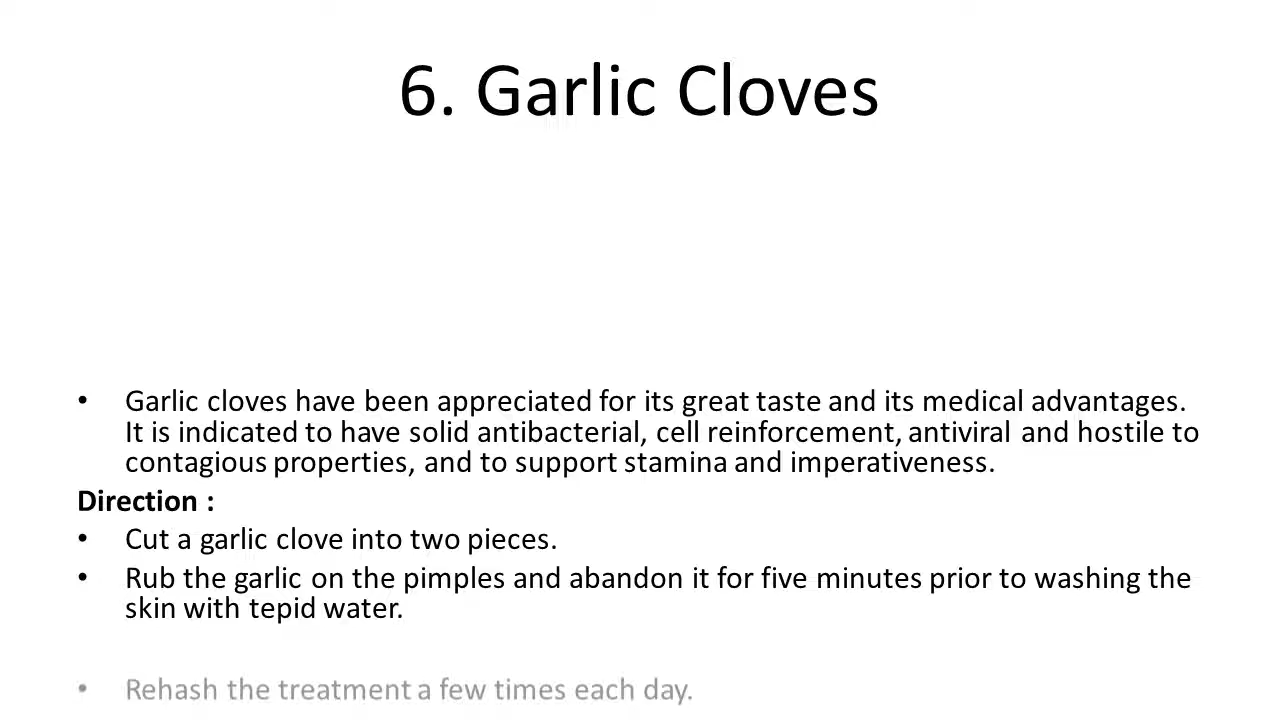 6. Garlic Cloves
• Garlic cloves have been appreciated for its great taste and its medical advantages.
It is indicated to have solid antibacterial, cell reinforcement, antiviral and hostile to
contagious properties, and to support stamina and imperativeness.
Direction :
• Cut a garlic clove into two pieces.
• Rub the garlic on the pimples and abandon it for five minutes prior to washing the
skin with tepid water.
• Rehash the treatment a few times each day.